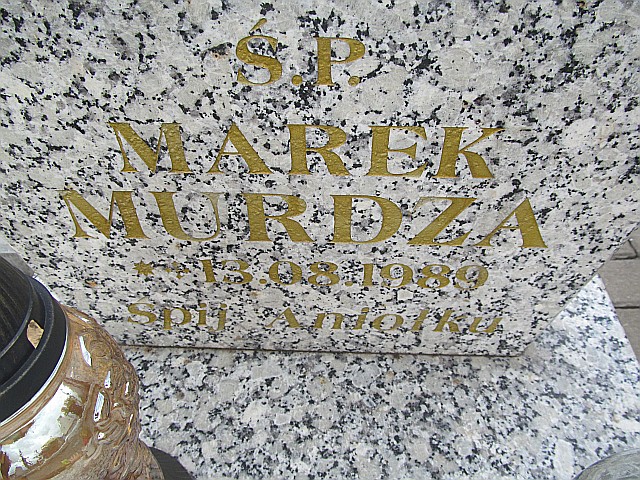 Ś.P.
MAREK
MURDZA
*+13.08.1989
Śpij Aniołku